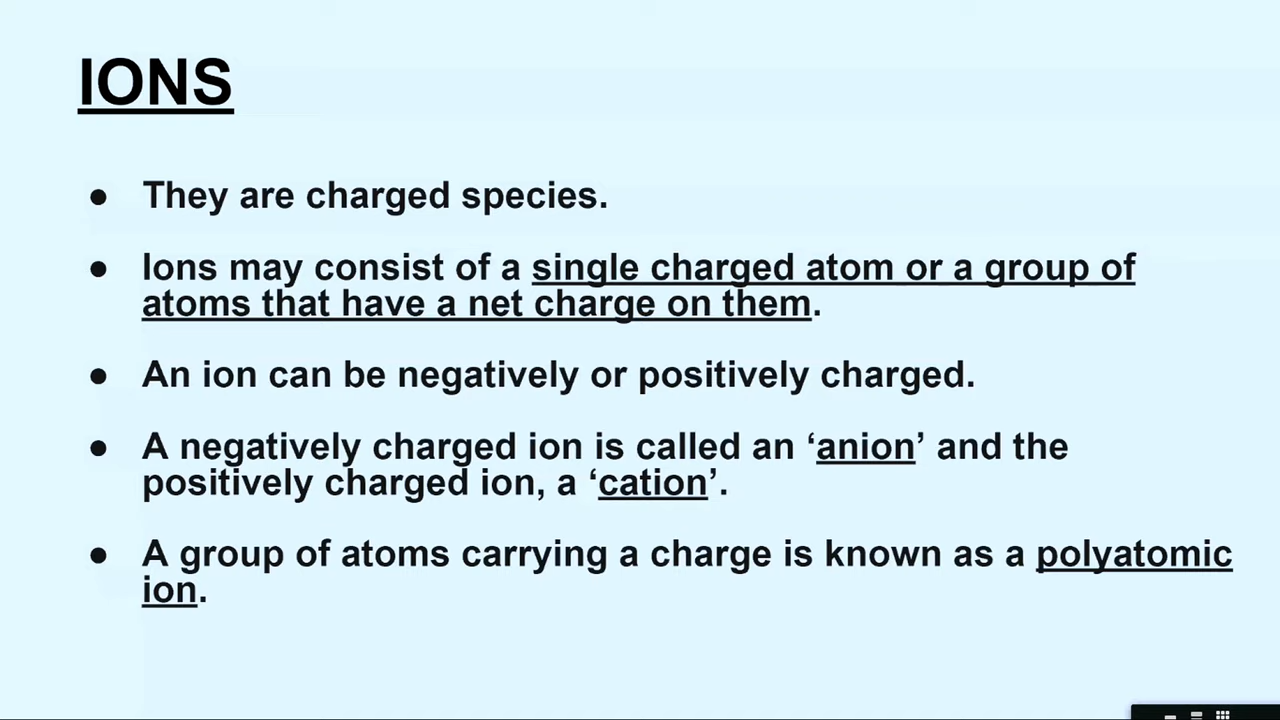 IONS
● They are charged species.
● Ions may consist of a single charged atom or a group of
atoms that have a net charge on them.
● An ion can be negatively or positively charged.
● A negatively charged ion is called an ‘anion’ and the
positively charged ion, a ‘cation’.
● A group of atoms carrying a charge is known as a polyatomic
ion.